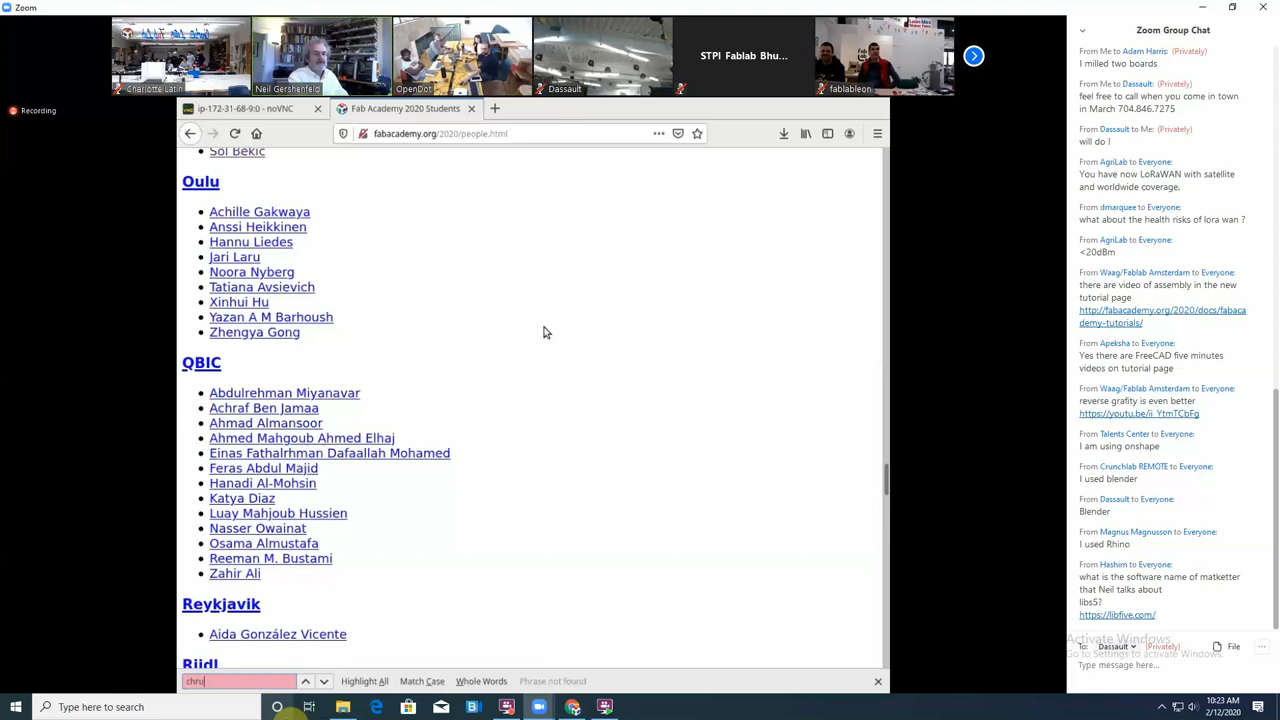 Zoom
Charlotte Latin
Neil Gershenfeld
OpenDot
Dassault
STPI Fablab Bhu...
fablableon
Recording
ip-172-31-68-9:0 - noVNC
Fab Academy 2020 Students
fabacademy.org/2020/people.html
Sol Bekic
Oulu
Achille Gakwaya
Anssi Heikkinen
Hannu Liedes
Jari Laru
Noora Nyberg
Tatiana Avsievich
Xinhui Hu
Yazan A M Barhoush
Zhengya Gong
QBIC
Abdulrehman Miyanavar
Achraf Ben Jamaa
Ahmad Almansoor
Ahmed Mahgoub Ahmed Elhaj
Einas Fathalrhman Dafaallah Mohamed
Feras Abdul Majid
Hanadi Al-Mohsin
Katya Diaz
Luay Mahjoub Hussien
Nasser Owainat
Osama Almustafa
Reeman M. Bustami
Zahir Ali
Reykjavik
Aida González Vicente
Riidl
chru
Highlight All
Match Case
Whole Words
Phrase not found
Zoom Group Chat
From Me to Adam Harris: (Privately)
I milled two boards
From Me to Dassault: (Privately)
feel free to call when you come in town
in March 704.846.7275
From Dassault to Me: (Privately)
will do !
From AgriLab to Everyone:
You have now LoRaWAN with satellite
and worldwide coverage.
From dmarquee to Everyone:
what about the health risks of lora wan ?
From AgriLab to Everyone:
<20dBm
From Waag/Fablab Amsterdam to Everyone:
there are video of assembly in the new
tutorial page
http://fabacademy.org/2020/docs/fabaca
demy-tutorials/
From Apeksha to Everyone:
Yes there are FreeCAD five minutes
videos on tutorial page
From Waag/Fablab Amsterdam to Everyone:
reverse grafity is even better
https://youtu.be/ii_YtmTCbFg
From Talents Center to Everyone:
I am using onshape
From Crunchlab REMOTE to Everyone:
I used blender
From Dassault to Everyone:
Blender
From Magnus Magnusson to Everyone:
I used Rhino
From Hashim to Everyone:
what is the software name of matketter
that Neil talks about
libs5?
https://libfive.com/
Activate Windows
Go to Settings to activate Windows.
To: Dassault (Privately)
File
Type message here...
Type here to search
10:23 AM
2/12/2020